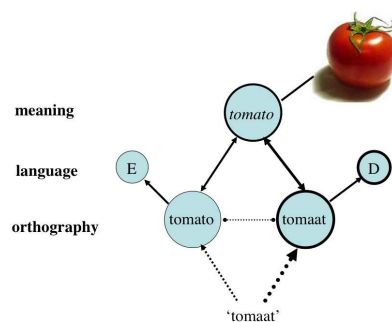 tomato
meaning
language
E
D
orthography
tomato
tomaat
‘tomaat’